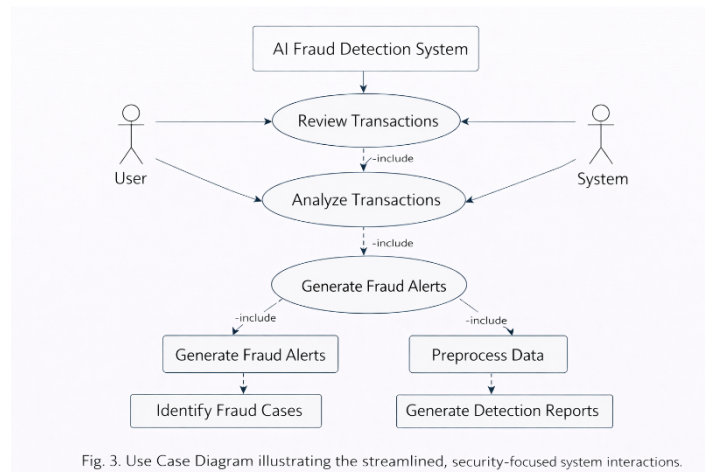 AI Fraud Detection System
Review Transactions
-include
User
System
Analyze Transactions
-include
Generate Fraud Alerts
-include
-include
Generate Fraud Alerts
Preprocess Data
Identify Fraud Cases
Generate Detection Reports
Fig. 3. Use Case Diagram illustrating the streamlined, security-focused system interactions.